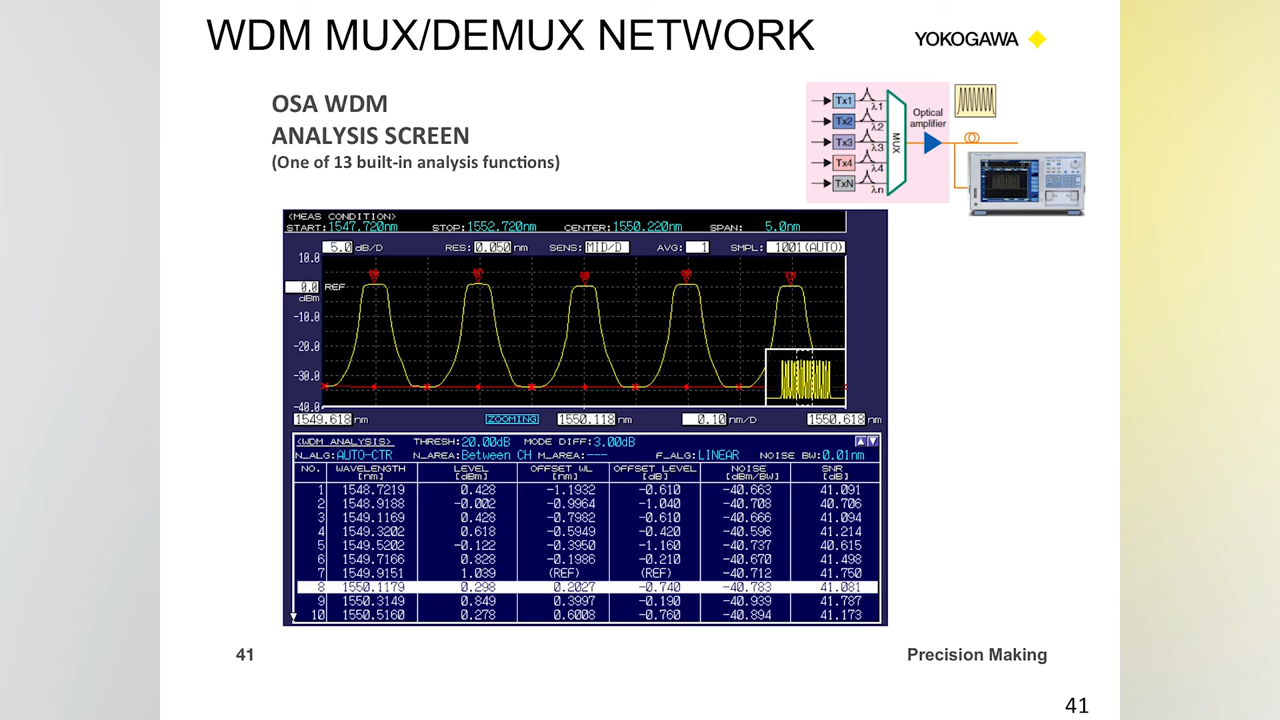 WDM MUX/DEMUX NETWORK
YOKOGAWA
OSA WDM
ANALYSIS SCREEN
(One of 13 built-in analysis functions)
Tx1
Tx2
Tx3
Tx4
TxN
λ1
λ2
λ3
λ4
λn
MUX
Optical
amplifier
<MEAS CONDITION>
START:1547.720nm STOP:1552.720nm CENTER:1550.220nm SPAN: 5.0nm
5.0 dB/D RES:0.050 nm SENS:MID/D AVG: 1 SMPL: 1001(AUTO)
10.0
0.0 REF
dBm
-10.0
-20.0
-30.0
-40.0
1549.618 nm ZOOMING 1550.118 nm 0.10 nm/D 1550.618 nm
<WDM ANALYSIS> THRESH:20.00dB MODE DIFF:3.00dB
N_ALG:AUTO-CTR N_AREA:Between CH M_AREA:--- F_ALG:LINEAR NOISE BW:0.01nm
NO. WAVELENGTH LEVEL OFFSET WL OFFSET LEVEL NOISE SNR
[nm] [dBm] [nm] [dB] [dBm/BW] [dB]
1 1548.7219 0.428 -1.1932 -0.610 -40.663 41.091
2 1548.9188 -0.002 -0.9964 -1.040 -40.708 40.706
3 1549.1169 0.428 -0.7982 -0.610 -40.666 41.094
4 1549.3202 0.618 -0.5949 -0.420 -40.596 41.214
5 1549.5202 -0.122 -0.3950 -1.160 -40.737 40.615
6 1549.7166 0.828 -0.1986 -0.210 -40.670 41.498
7 1549.9151 1.039 (REF) (REF) -40.712 41.750
8 1550.1179 0.298 0.2027 -0.740 -40.783 41.081
9 1550.3149 0.849 0.3997 -0.190 -40.939 41.787
10 1550.5160 0.278 0.6008 -0.760 -40.894 41.173
41
Precision Making
41